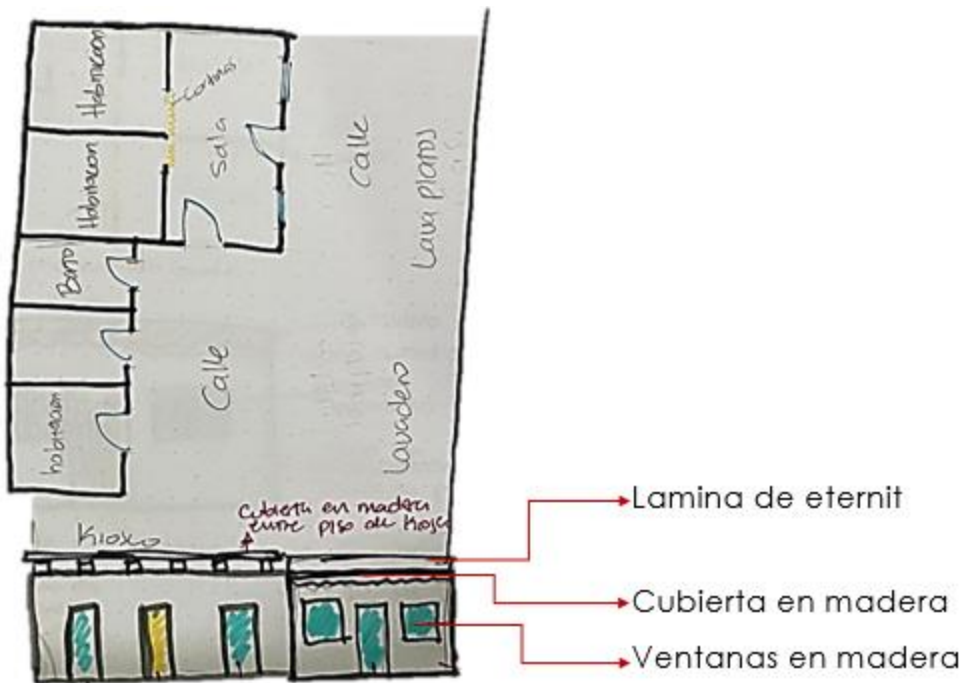 Habitacion
Cortinas
Sala
Habitacion
Calle
Lava platos
Baño
Calle
habitacion
Lavadero
Kiosko
Cubierta en madera
entre piso de Kiosko
Lamina de eternit
Cubierta en madera
Ventanas en madera